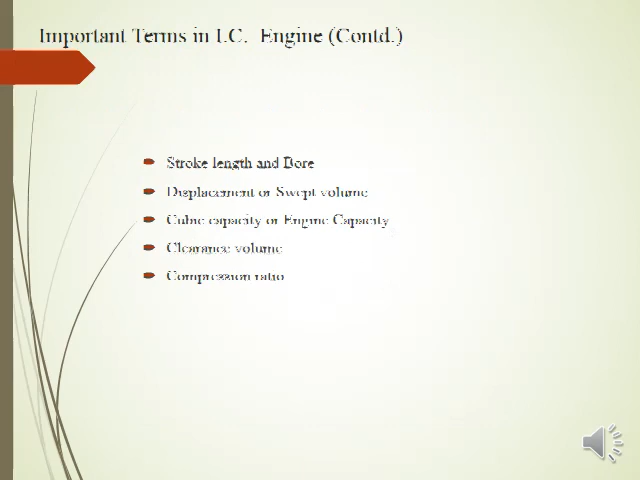 Important Terms in I.C. Engine (Contd.)
Stroke length and Bore
Displacement or Swept volume
Cubic capacity or Engine Capacity
Clearance volume
Compression ratio